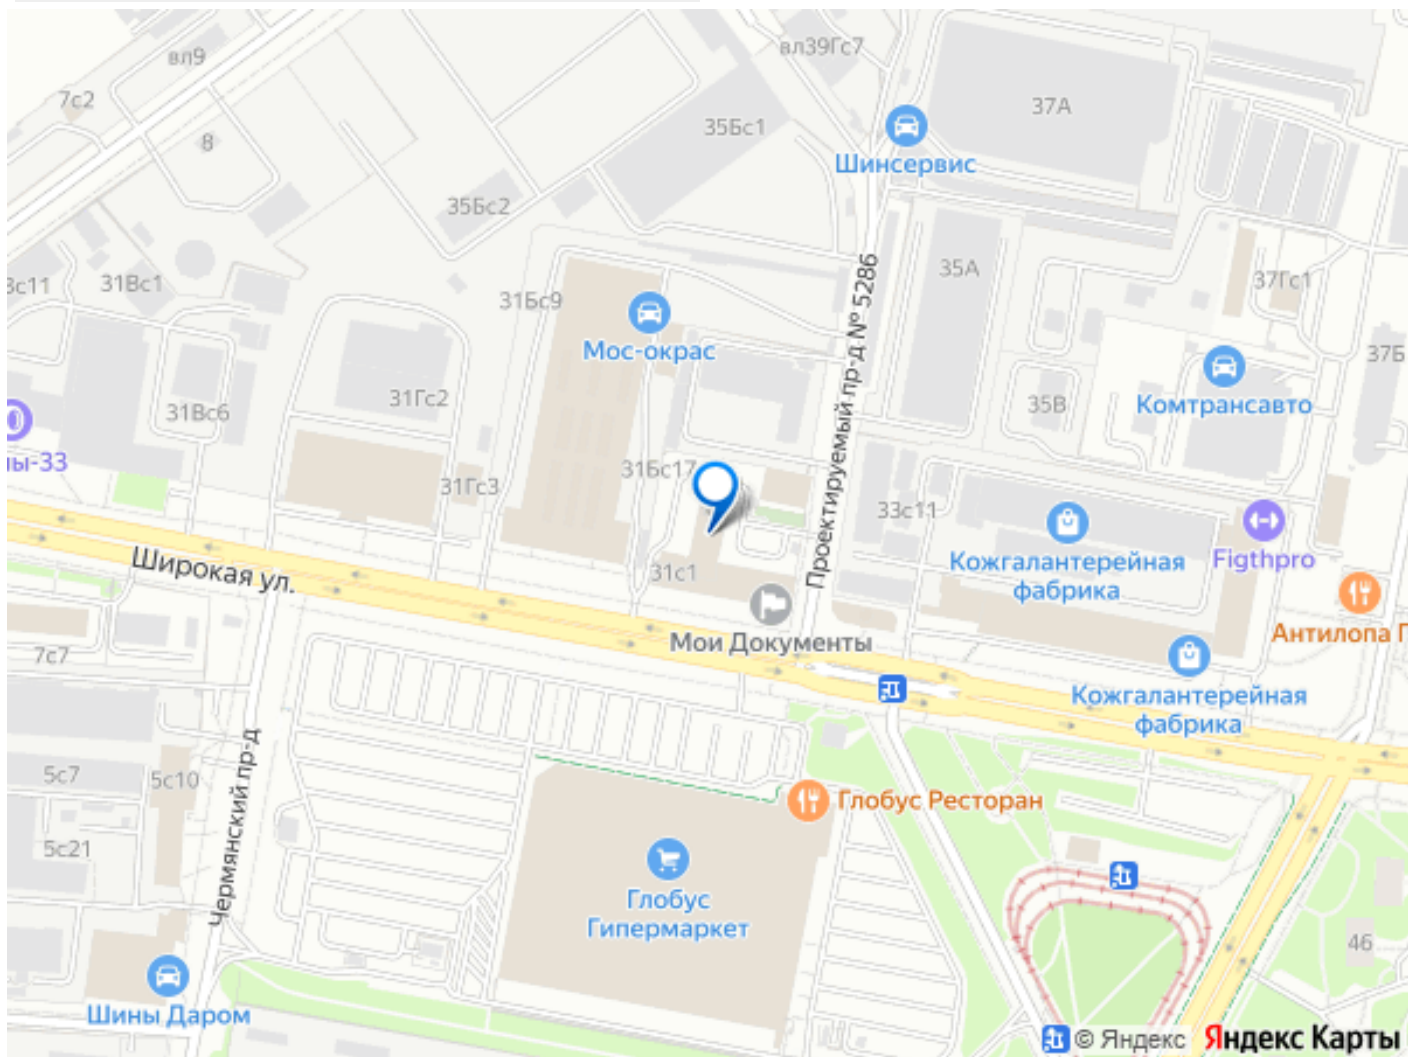 вл9
вл39Гс7
7с2
37А
35Бс1
8
Шинсервис
35Бс2
35А
3с11
31Вс1
37Гс1
31Бс9
Мос-окрас
Проектируемый пр-д № 5286
37Б
31Гс2
35В
Комтрансавто
31Вс6
ы-33
31Бс17
31Гс3
33с11
Кожгалантерейная
фабрика
Figthpro
Широкая ул.
31с1
Мои Документы
Антилопа Г
7с7
Кожгалантерейная
фабрика
5с7
5с10
Чермянский пр-д
Глобус Ресторан
5с21
Глобус
Гипермаркет
46
Шины Даром
© Яндекс Яндекс Карты